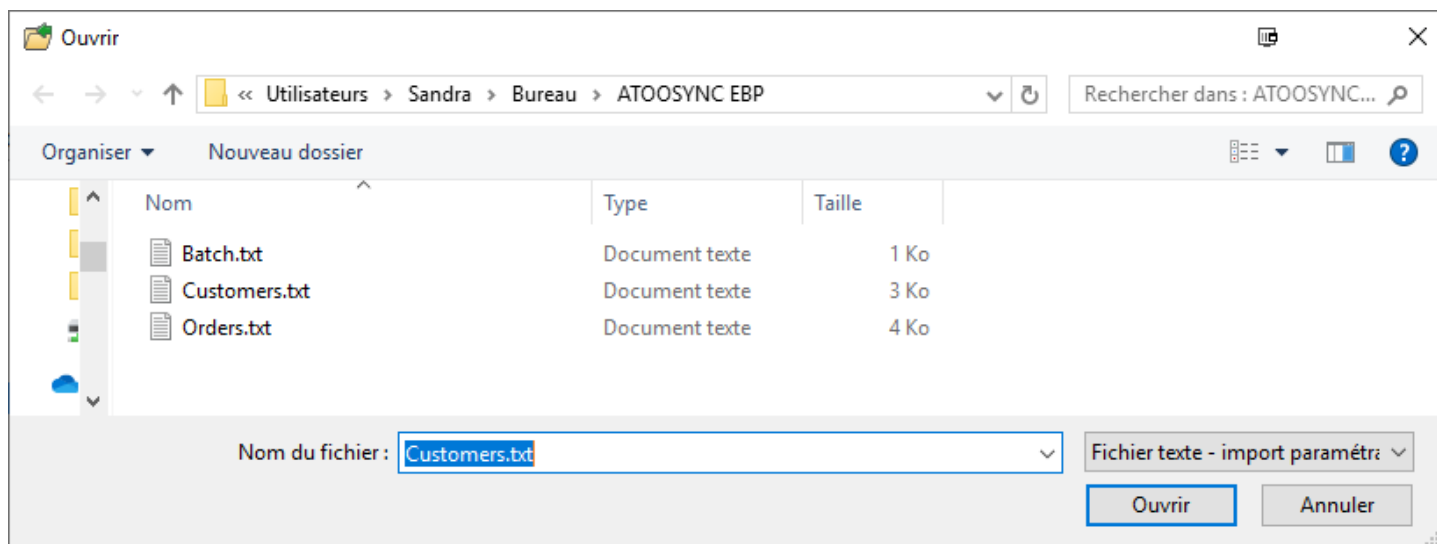 Ouvrir
« Utilisateurs > Sandra > Bureau > ATOOSYNC EBP
Rechercher dans : ATOOSYNC...
Organiser
Nouveau dossier
Nom Type Taille
Batch.txt Document texte 1 Ko
Customers.txt Document texte 3 Ko
Orders.txt Document texte 4 Ko
Nom du fichier : Customers.txt
Fichier texte - import paramétra
Ouvrir Annuler